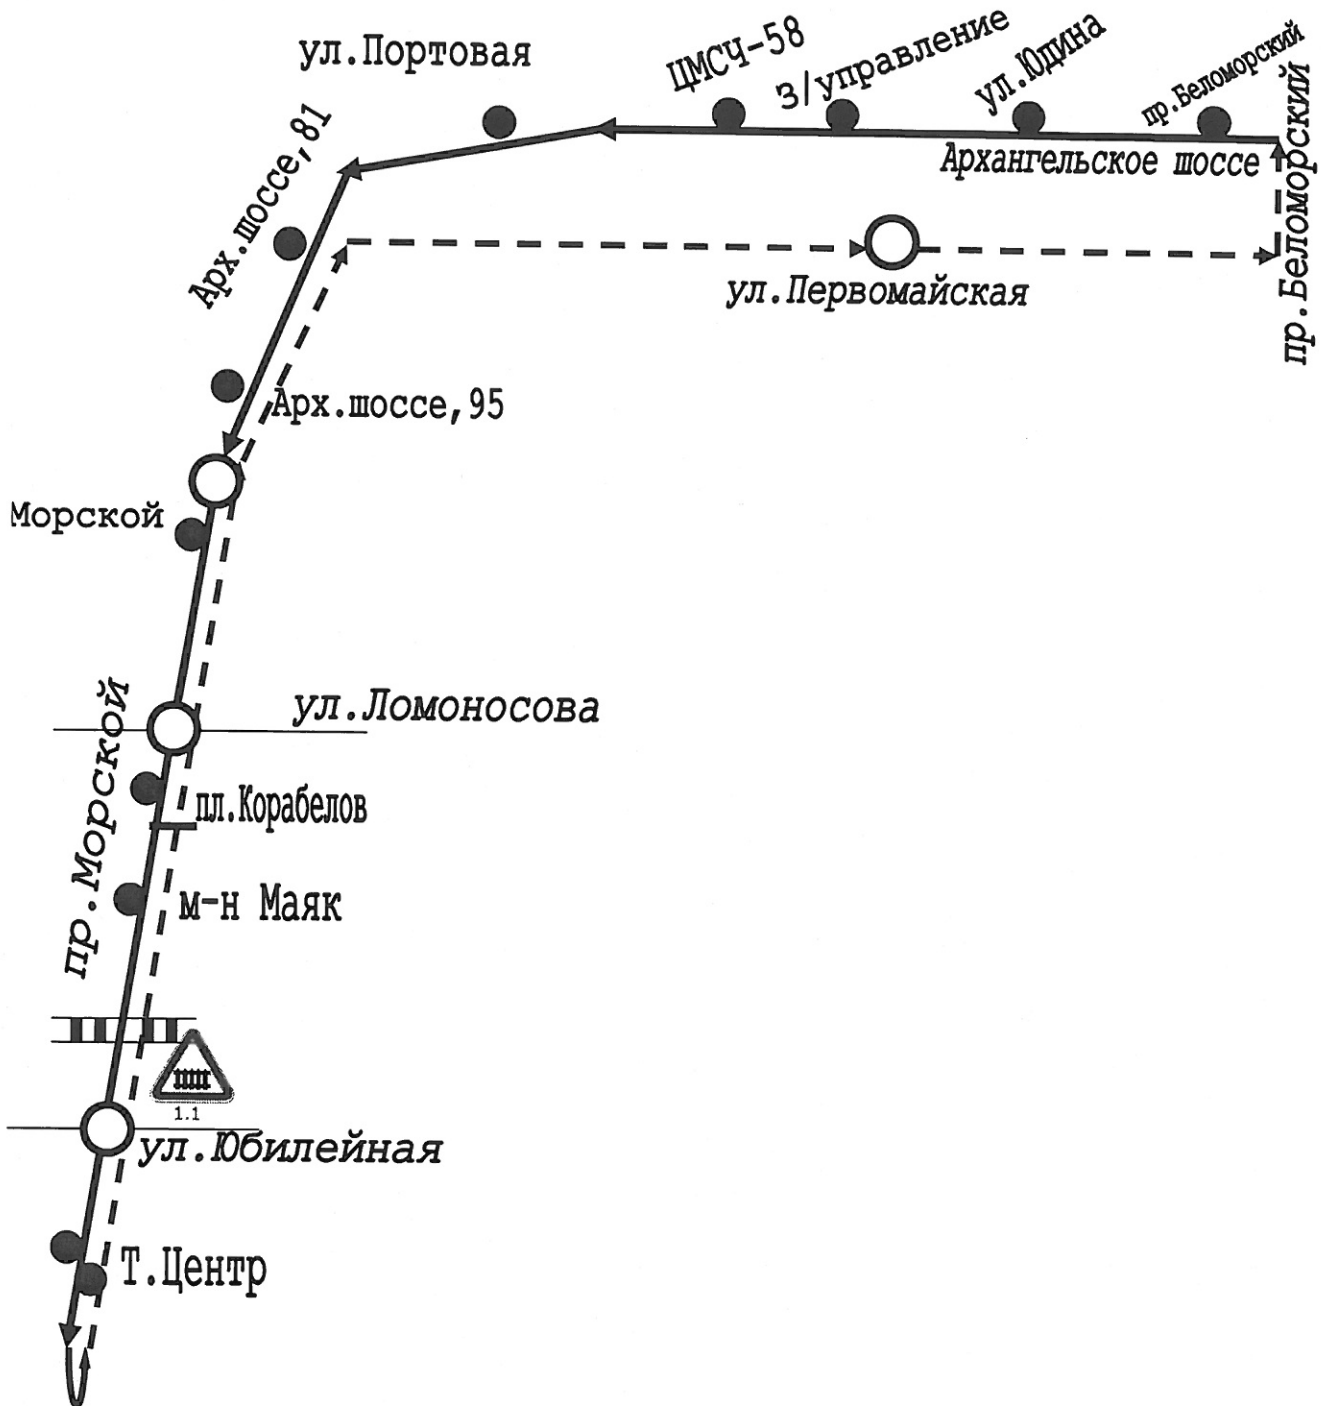 ул.Портовая
ЦМСЧ-58
З/управление
ул.Юдина
пр.Беломорский
Архангельское шоссе
пр.Беломорский
Арх.шоссе,81
ул.Первомайская
Арх.шоссе,95
Морской
ул.Ломоносова
пр.Морской
пл.Корабелов
м-н Маяк
1.1
ул.Юбилейная
Т.Центр